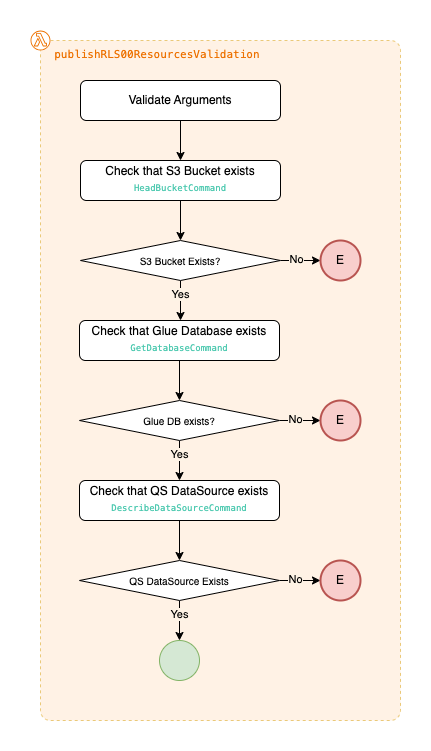 publishRLS00ResourcesValidation
Validate Arguments
Check that S3 Bucket exists
HeadBucketCommand
S3 Bucket Exists?
No
E
Yes
Check that Glue Database exists
GetDatabaseCommand
Glue DB exists?
No
E
Yes
Check that QS DataSource exists
DescribeDataSourceCommand
QS DataSource Exists
No
E
Yes